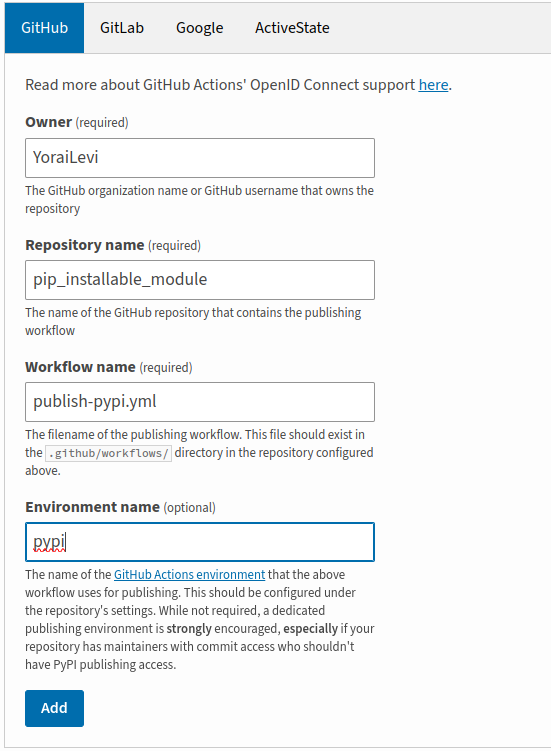 GitHub GitLab Google ActiveState
Read more about GitHub Actions' OpenID Connect support here.
Owner (required)
YoraiLevi
The GitHub organization name or GitHub username that owns the
repository
Repository name (required)
pip_installable_module
The name of the GitHub repository that contains the publishing
workflow
Workflow name (required)
publish-pypi.yml
The filename of the publishing workflow. This file should exist in
the .github/workflows/ directory in the repository configured
above.
Environment name (optional)
pypi
The name of the GitHub Actions environment that the above
workflow uses for publishing. This should be configured under
the repository's settings. While not required, a dedicated
publishing environment is strongly encouraged, especially if your
repository has maintainers with commit access who shouldn't
have PyPI publishing access.
Add